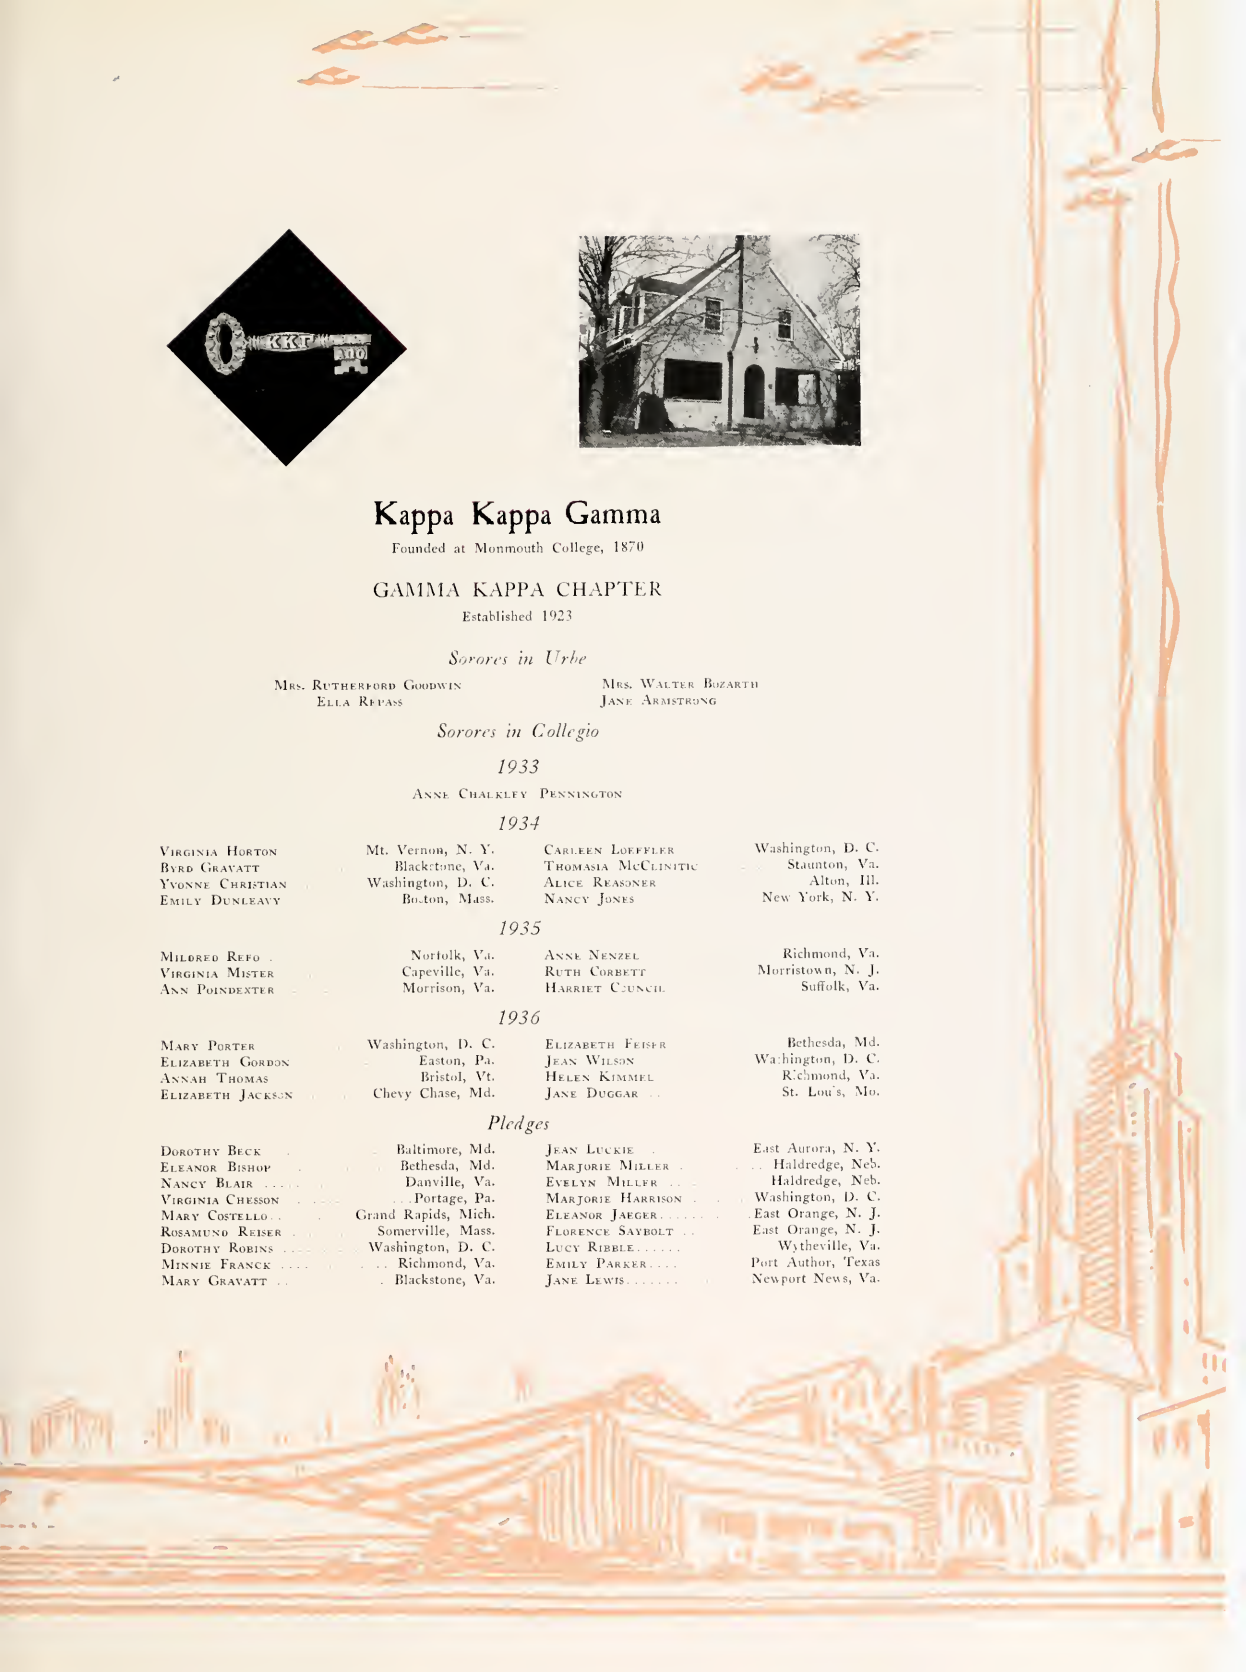 KKΓ
Kappa Kappa Gamma
Founded at Monmouth College, 1870
GAMMA KAPPA CHAPTER
Established 1923
Sorores in Urbe
Mrs. Rutherford Goodwin Mrs. Walter Bozarth
Ella Repass Jane Armstrong
Sorores in Collegio
1933
Anne Chalkley Pennington
1934
Virginia Horton Mt. Vernon, N. Y. Carleen Loeffler Washington, D. C.
Byrd Gravatt Blackstone, Va. Thomasia McClintic Staunton, Va.
Yvonne Christian Washington, D. C. Alice Reasoner Alton, Ill.
Emily Dunleavy Boston, Mass. Nancy Jones New York, N. Y.
1935
Mildred Refo Norfolk, Va. Anne Nenzel Richmond, Va.
Virginia Mister Capeville, Va. Ruth Corbett Morristown, N. J.
Ann Poindexter Morrison, Va. Harriet Council Suffolk, Va.
1936
Mary Porter Washington, D. C. Elizabeth Feiser Bethesda, Md.
Elizabeth Gordon Easton, Pa. Jean Wilson Washington, D. C.
Annah Thomas Bristol, Vt. Helen Kimmel Richmond, Va.
Elizabeth Jackson Chevy Chase, Md. Jane Duggar St. Louis, Mo.
Pledges
Dorothy Beck Baltimore, Md. Jean Luckie East Aurora, N. Y.
Eleanor Bishop Bethesda, Md. Marjorie Miller Haldredge, Neb.
Nancy Blair Danville, Va. Evelyn Miller Haldredge, Neb.
Virginia Chesson Portage, Pa. Marjorie Harrison Washington, D. C.
Mary Costello Grand Rapids, Mich. Eleanor Jaeger East Orange, N. J.
Rosamund Reiser Somerville, Mass. Florence Saybolt East Orange, N. J.
Dorothy Robins Washington, D. C. Lucy Ribble Wytheville, Va.
Minnie Franck Richmond, Va. Emily Parker Port Author, Texas
Mary Gravatt Blackstone, Va. Jane Lewis Newport News, Va.